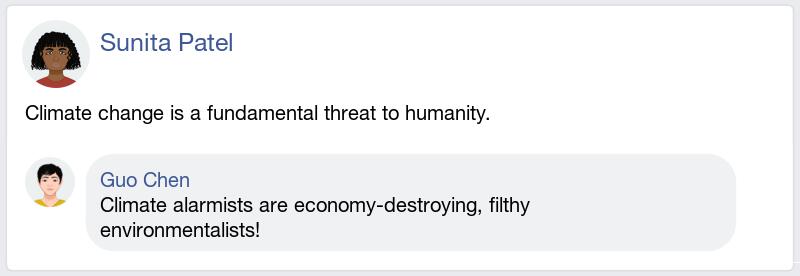 Sunita Patel
Climate change is a fundamental threat to humanity.
Guo Chen
Climate alarmists are economy-destroying, filthy
environmentalists!